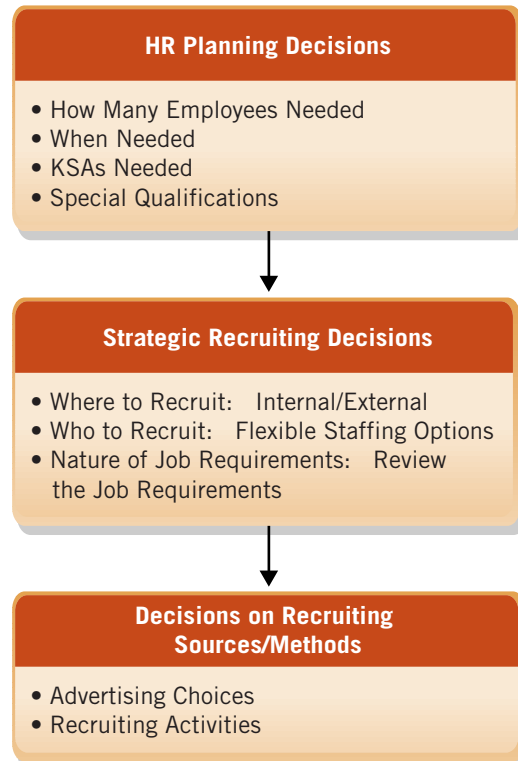 HR Planning Decisions
• How Many Employees Needed
• When Needed
• KSAs Needed
• Special Qualifications
Strategic Recruiting Decisions
• Where to Recruit: Internal/External
• Who to Recruit: Flexible Staffing Options
• Nature of Job Requirements: Review
the Job Requirements
Decisions on Recruiting
Sources/Methods
• Advertising Choices
• Recruiting Activities